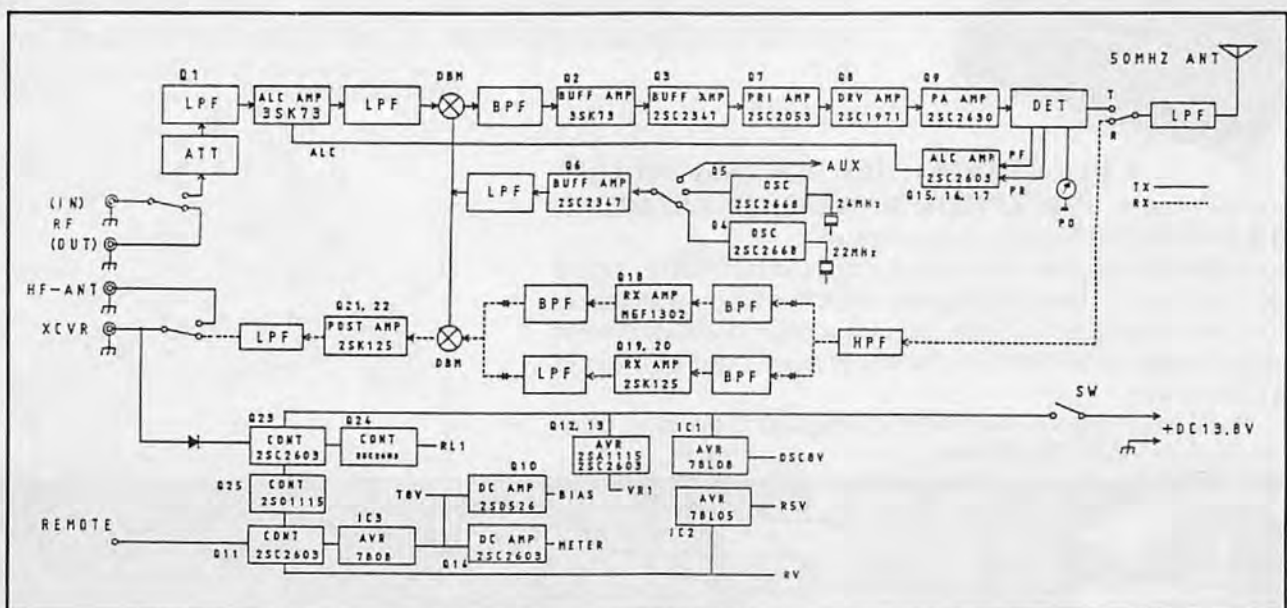 50MHZ ANT
Q1
DBM
Q2
Q3
Q7
Q8
Q9
LPF
ALC AMP
3SK73
LPF
BPF
BUFF AMP
3SK73
BUFF AMP
2SC2347
PRI AMP
2SC2053
DRV AMP
2SC1971
PA AMP
2SC2630
DET
T
R
LPF
ATT
ALC
AUX
ALC AMP
2SC2603
PF
PR
Q15, 16, 17
PO
TX
RX
Q6
LPF
BUFF AMP
2SC2347
Q5
OSC
2SC2668
24MHz
Q4
OSC
2SC2668
22MHz
(IN)
RF
(OUT)
HF-ANT
XCVR
Q21, 22
LPF
POST AMP
2SK125
DBM
Q18
BPF
RX AMP
MGF1302
BPF
HPF
Q19, 20
LPF
RX AMP
2SK125
BPF
SW
+DC13.8V
Q23
CONT
2SC2603
Q24
CONT
RL1
Q12, 13
AVR
2SA1115
2SC2603
VR1
IC1
AVR
78L08
OSC8V
Q25
CONT
T8V
Q10
DC AMP
2SD526
BIAS
AVR
78L05
R5V
IC2
REMOTE
Q11
CONT
2SC2603
IC3
AVR
7808
Q14
DC AMP
2SC2603
METER
RV